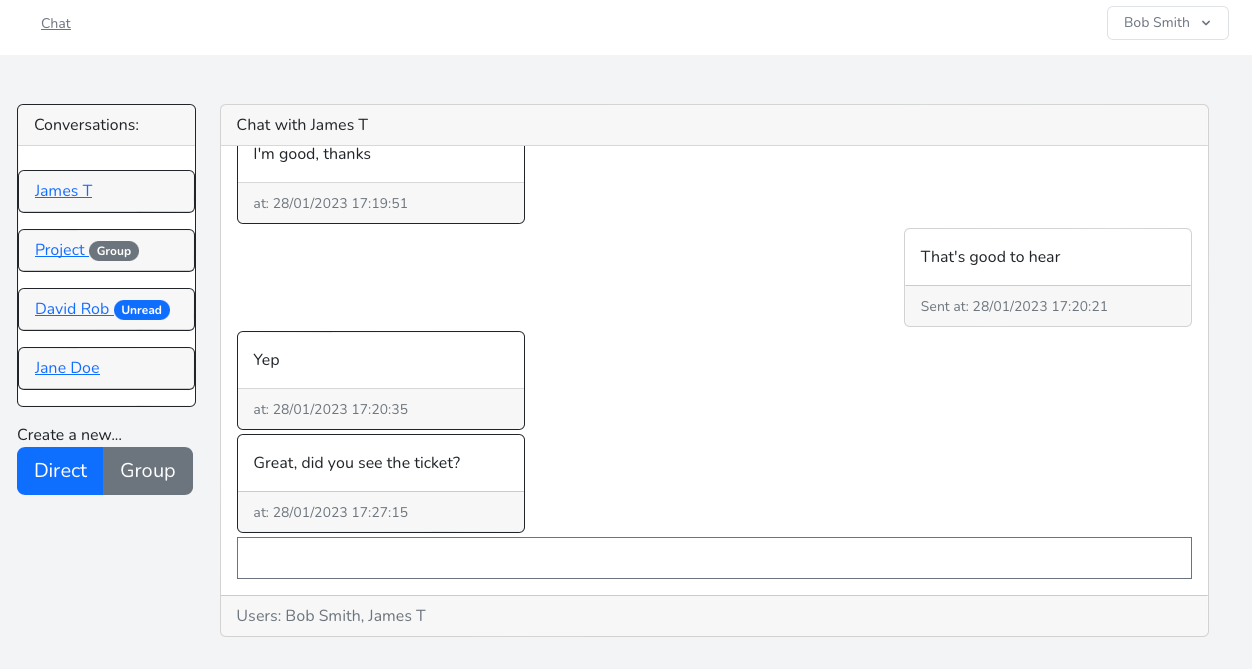 Chat
Bob Smith
Conversations:
James T
Project Group
David Rob Unread
Jane Doe
Create a new...
Direct Group
Chat with James T
I'm good, thanks
at: 28/01/2023 17:19:51
That's good to hear
Sent at: 28/01/2023 17:20:21
Yep
at: 28/01/2023 17:20:35
Great, did you see the ticket?
at: 28/01/2023 17:27:15
Users: Bob Smith, James T